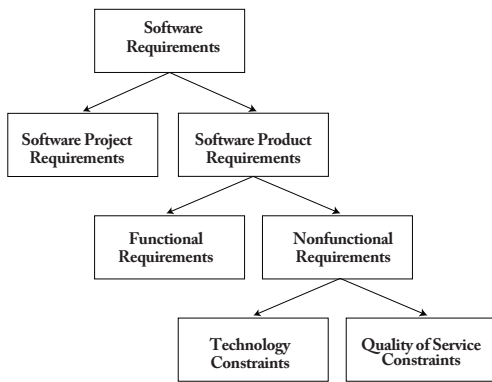 Software
Requirements
Software Project
Requirements
Software Product
Requirements
Functional
Requirements
Nonfunctional
Requirements
Technology
Constraints
Quality of Service
Constraints